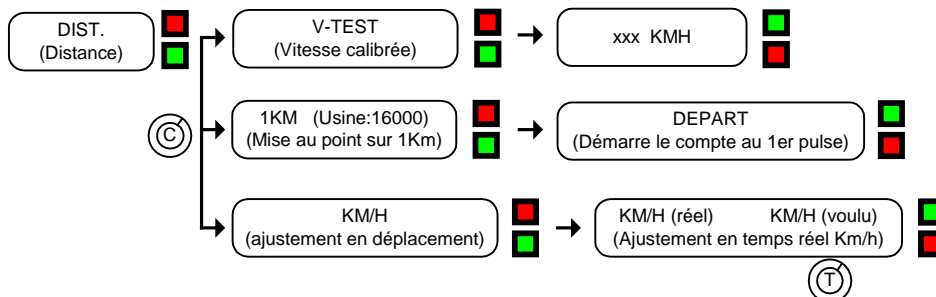 DIST.
(Distance)
V-TEST
(Vitesse calibrée)
xxx KMH
C
1KM (Usine:16000)
(Mise au point sur 1Km)
DEPART
(Démarre le compte au 1er pulse)
KM/H
(ajustement en déplacement)
KM/H (réel) KM/H (voulu)
(Ajustement en temps réel Km/h)
T